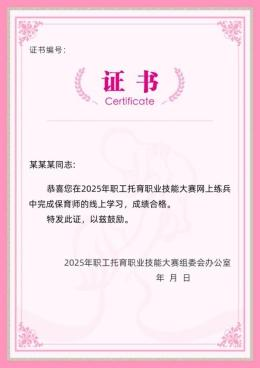 证书编号：
证书
Certificate
某某某同志：
恭喜您在2025年职工托育职业技能大赛网上练兵
中完成保育师的线上学习，成绩合格。
特发此证，以兹鼓励。
2025年职工托育职业技能大赛组委会办公室
年 月 日